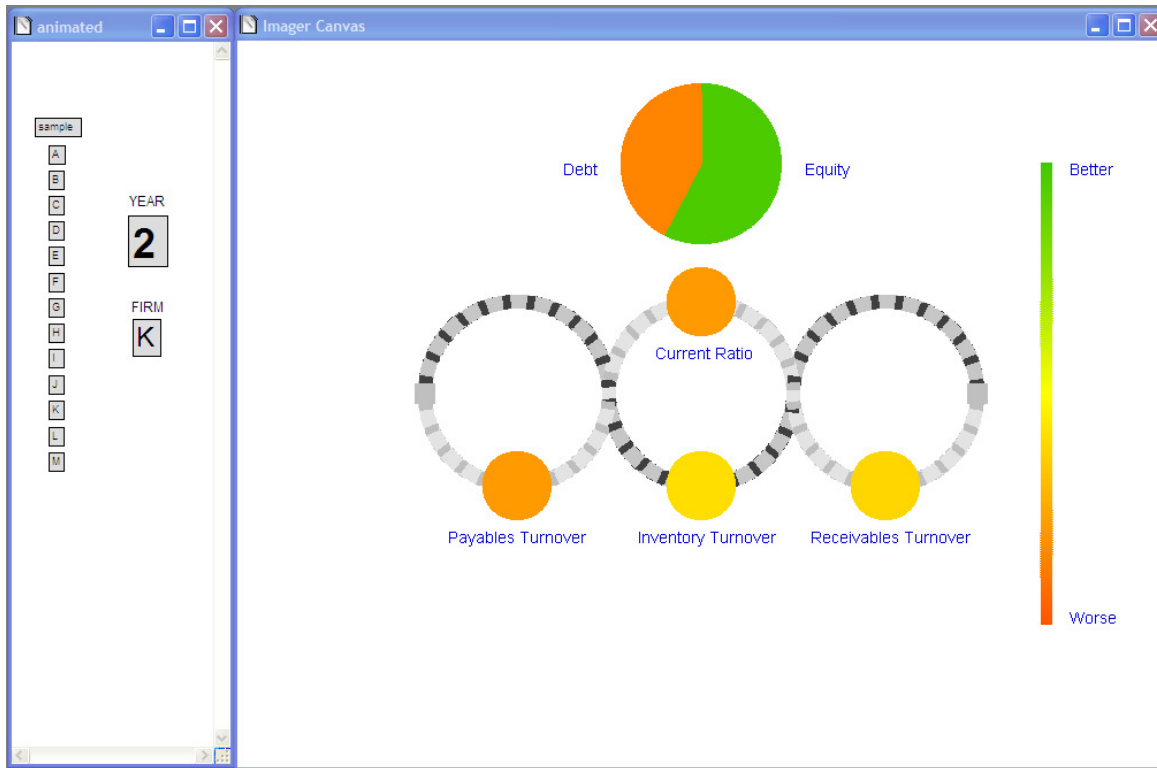 animated
Imager Canvas
sample
A
B
C
D
E
F
G
H
I
J
K
L
M
YEAR
2
FIRM
K
Debt
Equity
Better
Current Ratio
Payables Turnover
Inventory Turnover
Receivables Turnover
Worse